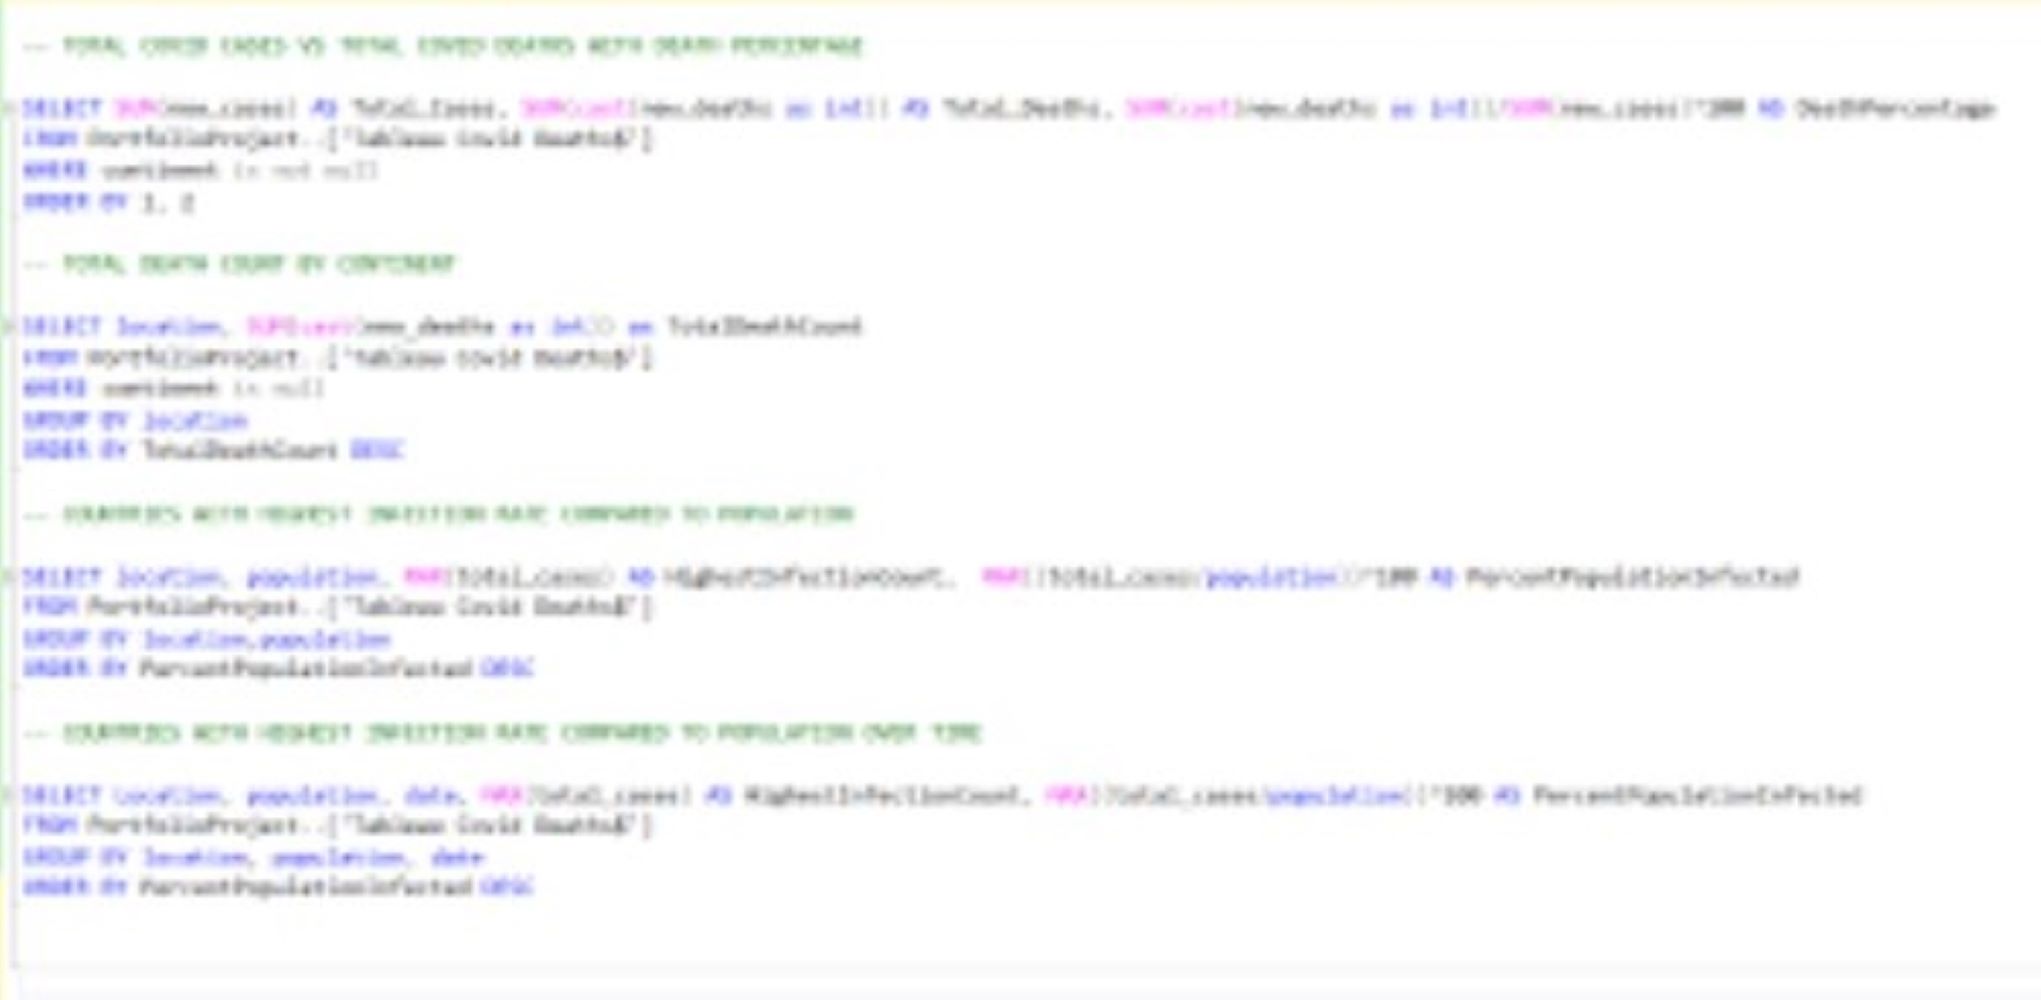 -- TOTAL COVID CASES VS TOTAL COVID DEATHS WITH DEATH PERCENTAGE
SELECT SUM(new_cases) AS Total_Cases, SUM(cast(new_deaths as int)) AS Total_Deaths, SUM(cast(new_deaths as int))/SUM(new_cases)*100 AS DeathPercentage
FROM PortfolioProject..['Tableau Covid Deaths$']
WHERE continent is not null
ORDER BY 1, 2
-- TOTAL DEATH COUNT BY CONTINENT
SELECT location, SUM(cast(new_deaths as int)) as TotalDeathCount
FROM PortfolioProject..['Tableau Covid Deaths$']
WHERE continent is null
GROUP BY location
ORDER BY TotalDeathCount DESC
-- COUNTRIES WITH HIGHEST INFECTION RATE COMPARED TO POPULATION
SELECT location, population, MAX(total_cases) AS HighestInfectionCount, MAX((total_cases/population))*100 AS PercentPopulationInfected
FROM PortfolioProject..['Tableau Covid Deaths$']
GROUP BY location,population
ORDER BY PercentPopulationInfected DESC
-- COUNTRIES WITH HIGHEST INFECTION RATE COMPARED TO POPULATION OVER TIME
SELECT Location, population, date, MAX(total_cases) AS HighestInfectionCount, MAX((total_cases/population))*100 AS PercentPopulationInfected
FROM PortfolioProject..['Tableau Covid Deaths$']
GROUP BY location, population, date
ORDER BY PercentPopulationInfected DESC